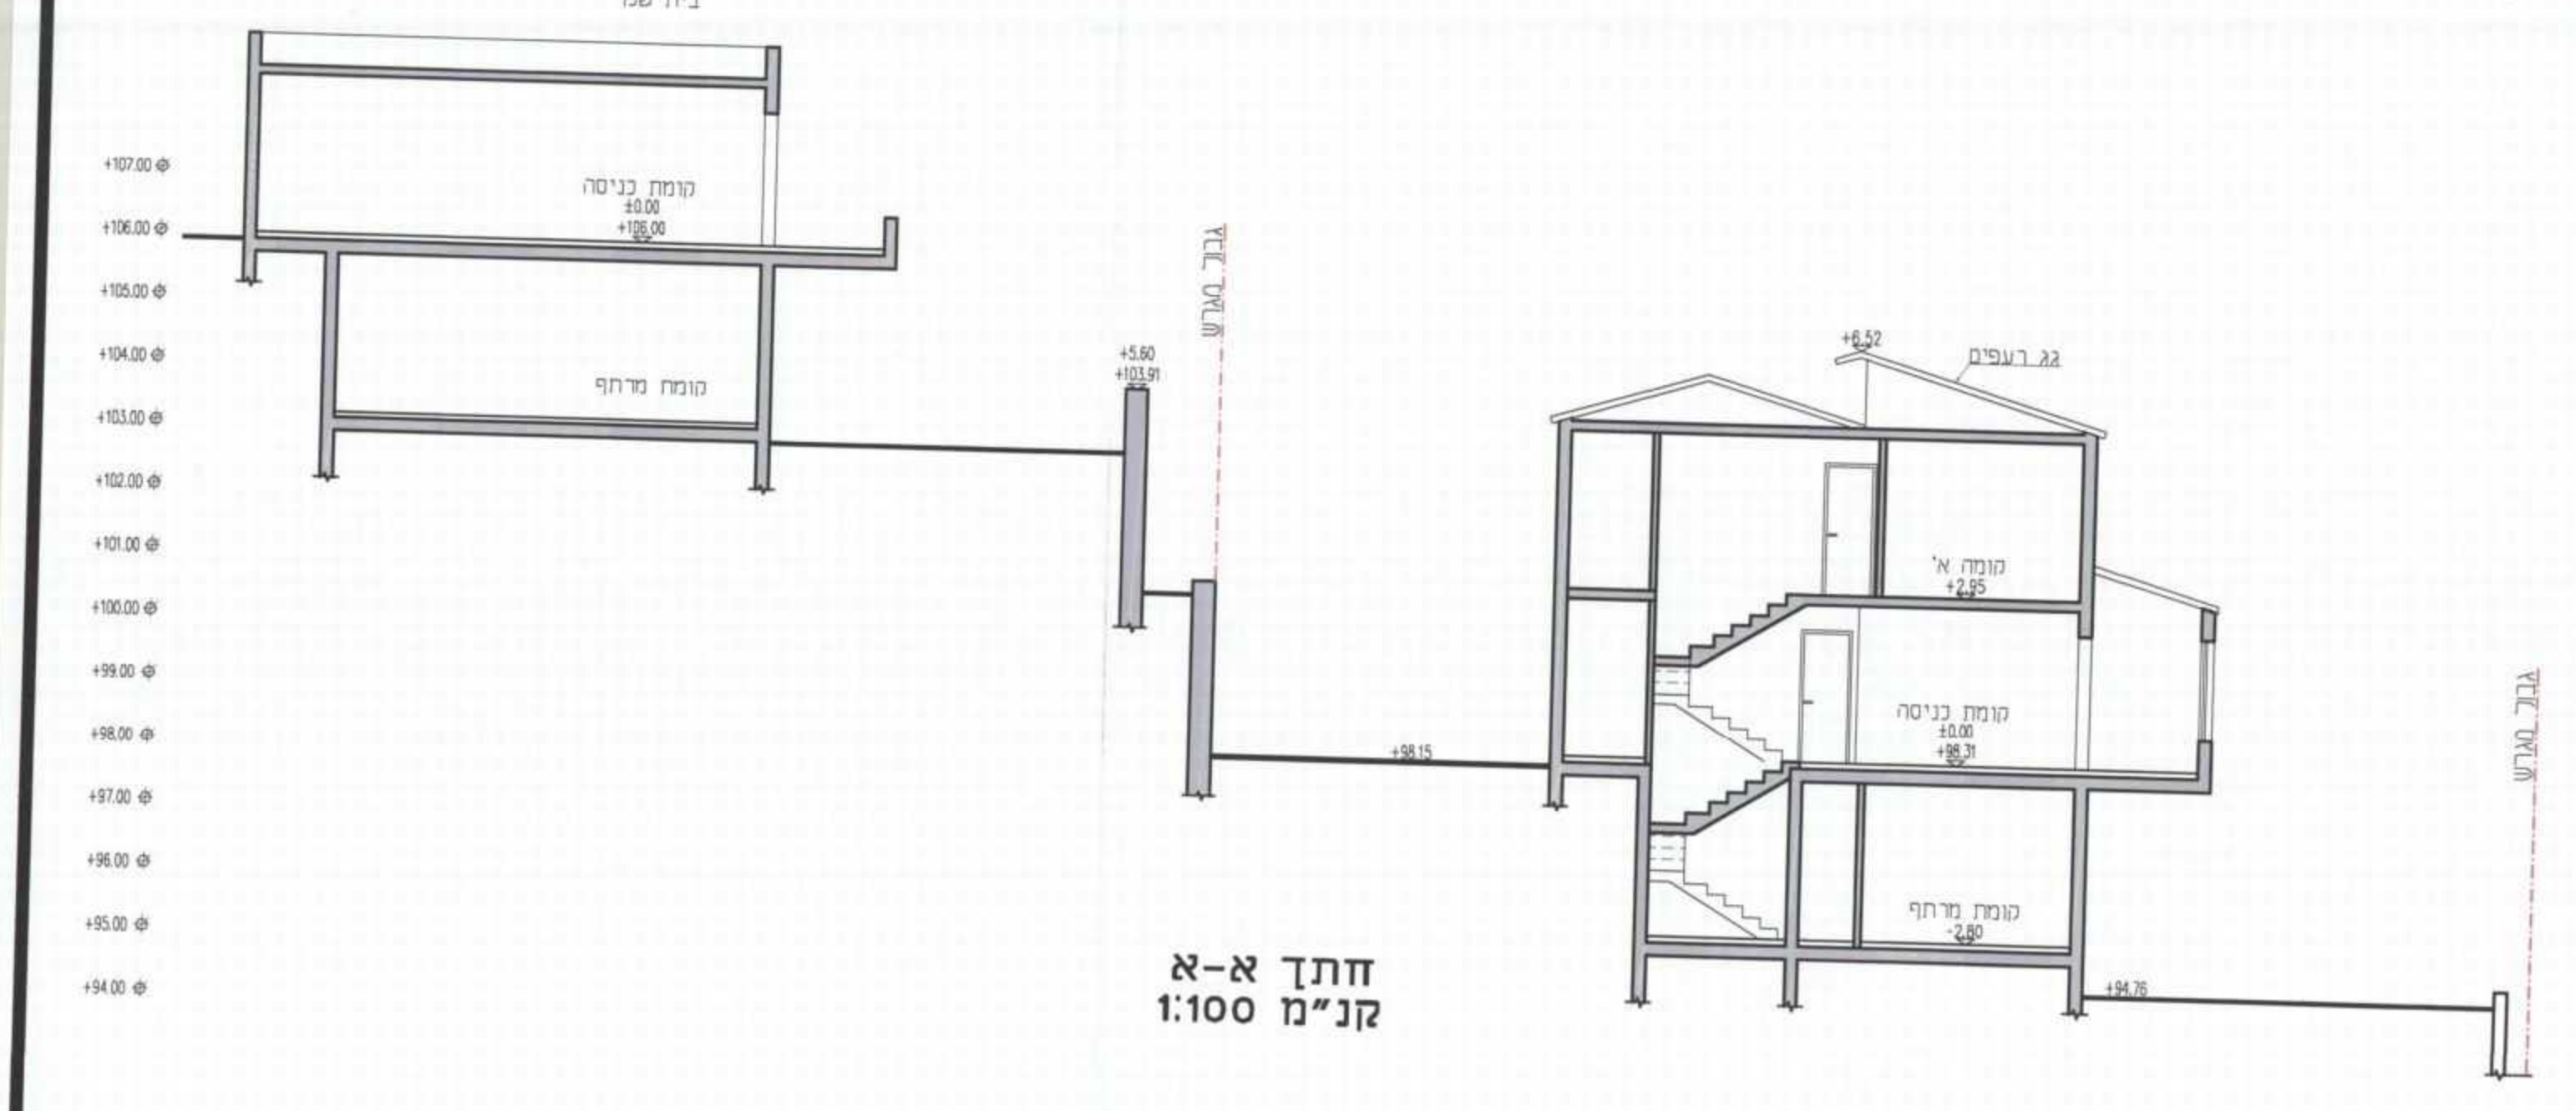 +107.00
+106.00
+105.00
+104.00
+103.00
+102.00
+101.00
+100.00
+99.00
+98.00
+97.00
+96.00
+95.00
+94.00
קומת כניסה
±0.00
+106.00
קומת מרתף
+5.60
+103.91
גבול מגרש
+98.15
+6.52
גג רעפים
קומה א'
+2.95
קומת כניסה
±0.00
+98.31
קומת מרתף
-2.80
+94.76
גבול מגרש
חתך א-א
קנ"מ 1:100